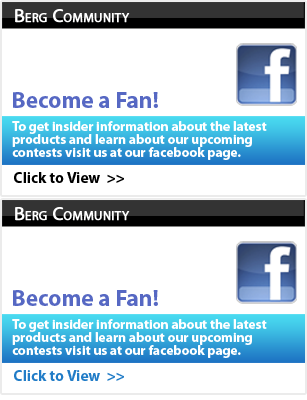 BERG COMMUNITY
f
Become a Fan!
To get insider information about the latest
products and learn about our upcoming
contests visit us at our facebook page.
Click to View >>
BERG COMMUNITY
f
Become a Fan!
To get insider information about the latest
products and learn about our upcoming
contests visit us at our facebook page.
Click to View >>